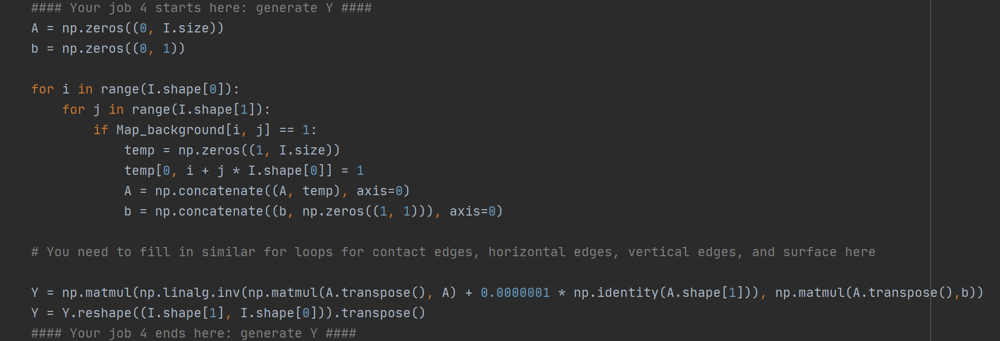 #### Your job 4 starts here: generate Y ####
A = np.zeros((0, I.size))
b = np.zeros((0, 1))
for i in range(I.shape[0]):
for j in range(I.shape[1]):
if Map_background[i, j] == 1:
temp = np.zeros((1, I.size))
temp[0, i + j * I.shape[0]] = 1
A = np.concatenate((A, temp), axis=0)
b = np.concatenate((b, np.zeros((1, 1))), axis=0)
# You need to fill in similar for loops for contact edges, horizontal edges, vertical edges, and surface here
Y = np.matmul(np.linalg.inv(np.matmul(A.transpose(), A) + 0.0000001 * np.identity(A.shape[1])), np.matmul(A.transpose(),b))
Y = Y.reshape((I.shape[1], I.shape[0])).transpose()
#### Your job 4 ends here: generate Y ####